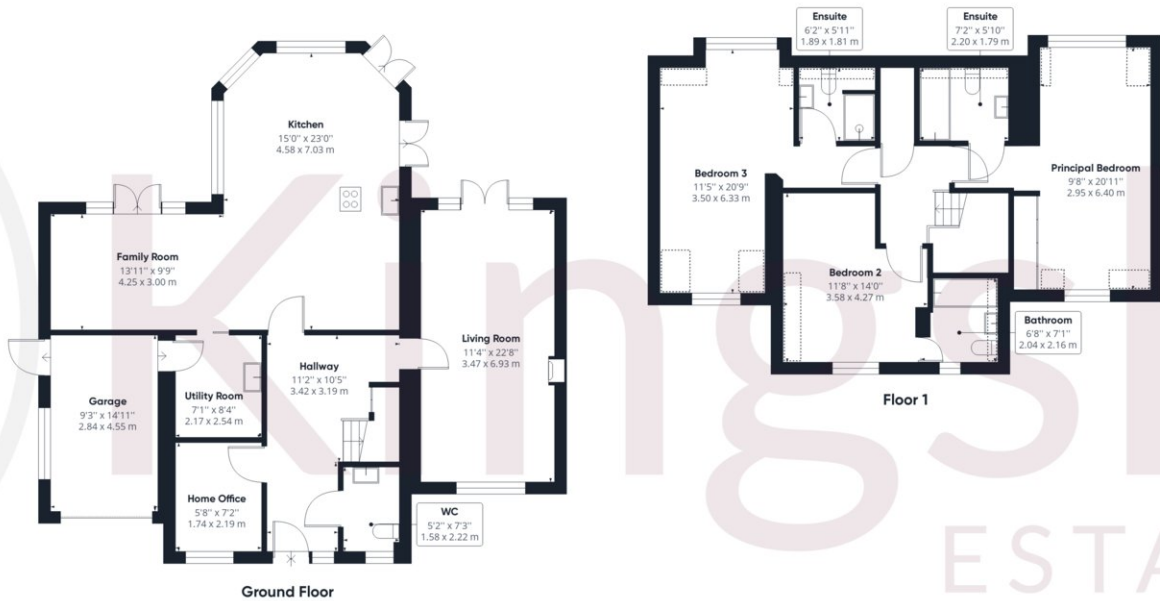 Kitchen
15'0" x 23'0"
4.58 x 7.03 m
Family Room
13'11" x 9'9"
4.25 x 3.00 m
Living Room
11'4" x 22'8"
3.47 x 6.93 m
Hallway
11'2" x 10'5"
3.42 x 3.19 m
Utility Room
7'1" x 8'4"
2.17 x 2.54 m
Garage
9'3" x 14'11"
2.84 x 4.55 m
Home Office
5'8" x 7'2"
1.74 x 2.19 m
WC
5'2" x 7'3"
1.58 x 2.22 m
Ground Floor
Ensuite
6'2" x 5'11"
1.89 x 1.81 m
Ensuite
7'2" x 5'10"
2.20 x 1.79 m
Bedroom 3
11'5" x 20'9"
3.50 x 6.33 m
Principal Bedroom
9'8" x 20'11"
2.95 x 6.40 m
Bedroom 2
11'8" x 14'0"
3.58 x 4.27 m
Bathroom
6'8" x 7'1"
2.04 x 2.16 m
Floor 1
Kingsl
ESTA